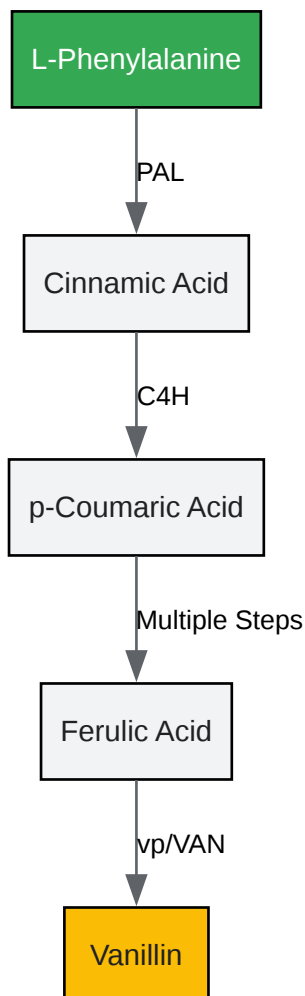 L-Phenylalanine
PAL
Cinnamic Acid
C4H
p-Coumaric Acid
Multiple Steps
Ferulic Acid
vp/VAN
Vanillin